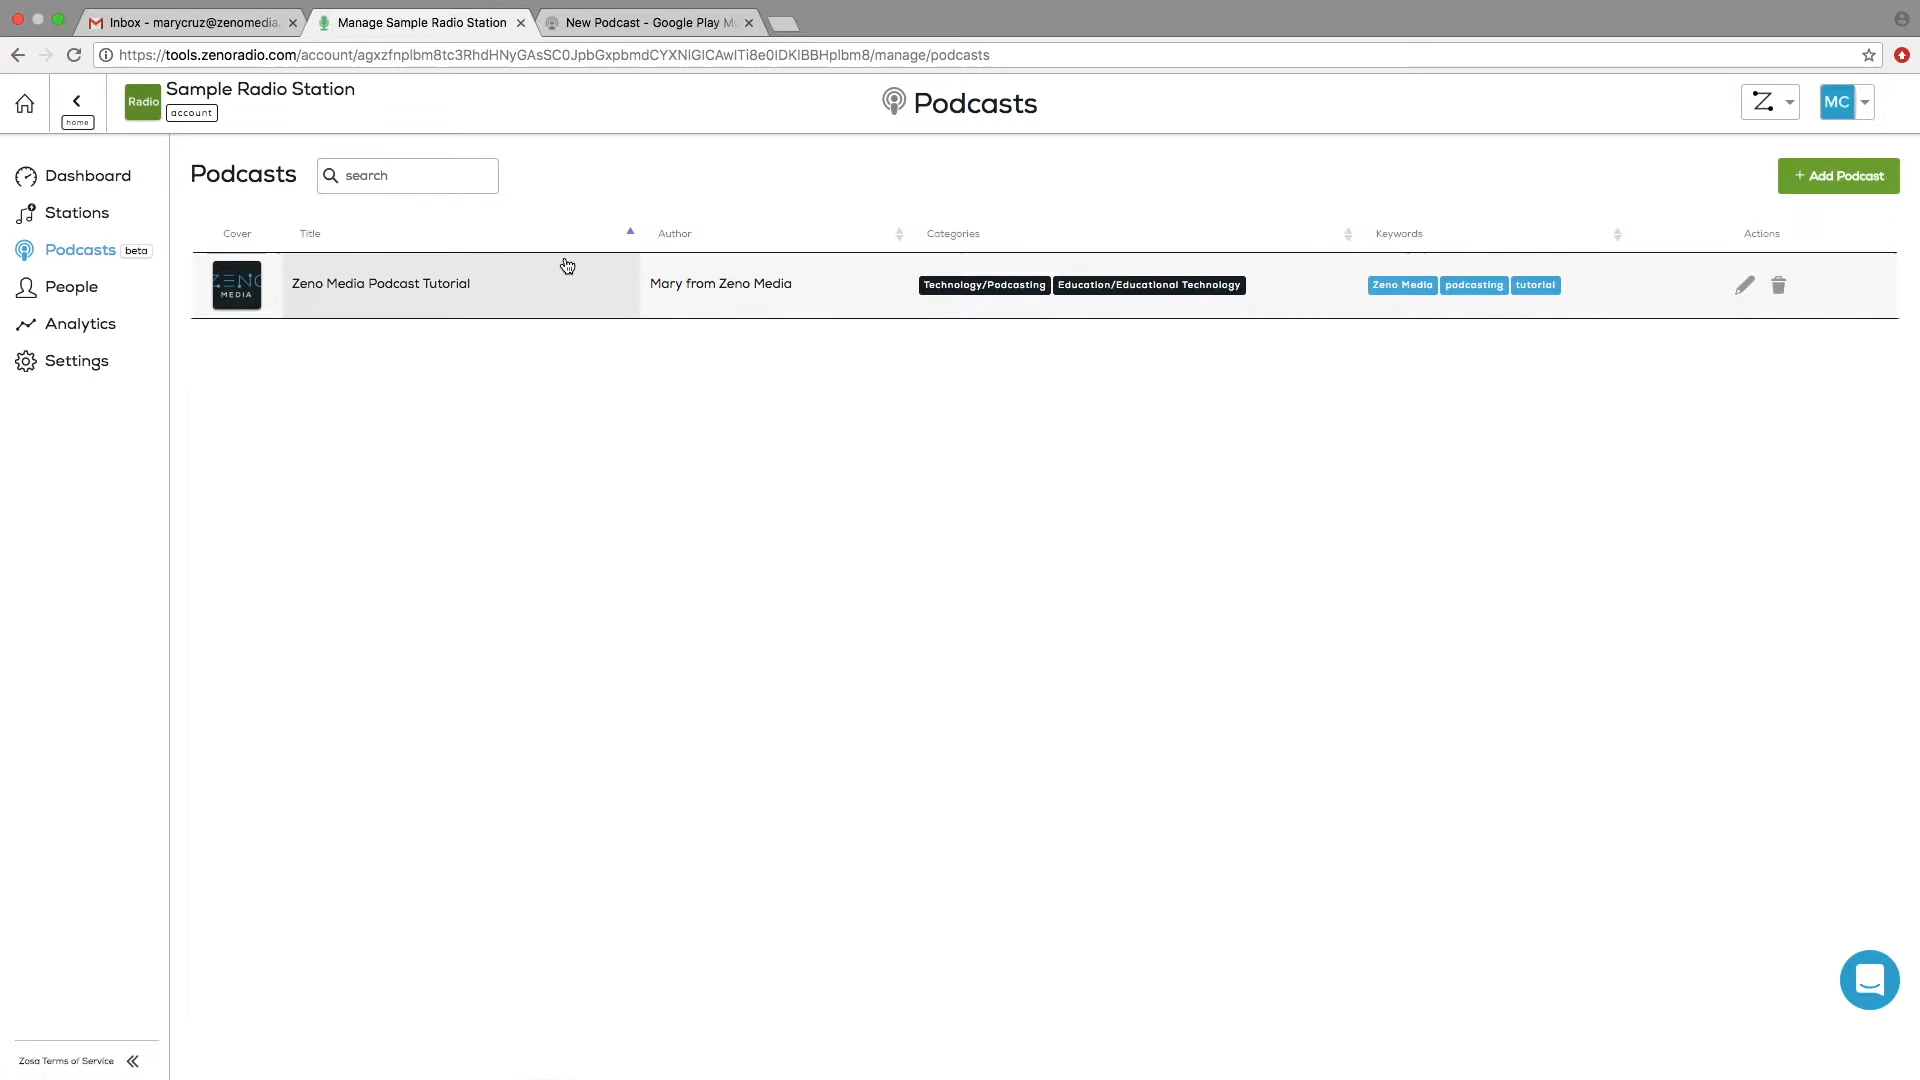 Inbox - marycruz@zenomedia.
Manage Sample Radio Station
New Podcast - Google Play Mu
https://tools.zenoradio.com/account/agxzfnplbm8tc3RhdHNyGAsSC0JpbGxpbmdCYXNlGICAwITi8e0IDKIBBHplbm8/manage/podcasts
home
Radio
Sample Radio Station
account
Podcasts
MC
Dashboard
Stations
Podcasts beta
People
Analytics
Settings
Podcasts
search
+ Add Podcast
Cover Title Author Categories Keywords Actions
ZENO
MEDIA
Zeno Media Podcast Tutorial Mary from Zeno Media Technology/Podcasting Education/Educational Technology Zeno Media podcasting tutorial
Zosa Terms of Service